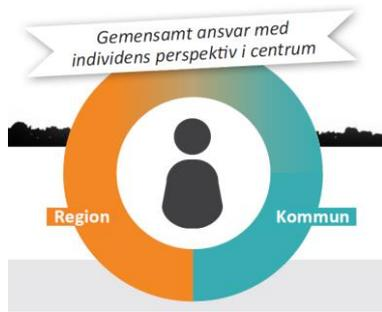 Gemensamt ansvar med
individens perspektiv i centrum
Region
Kommun